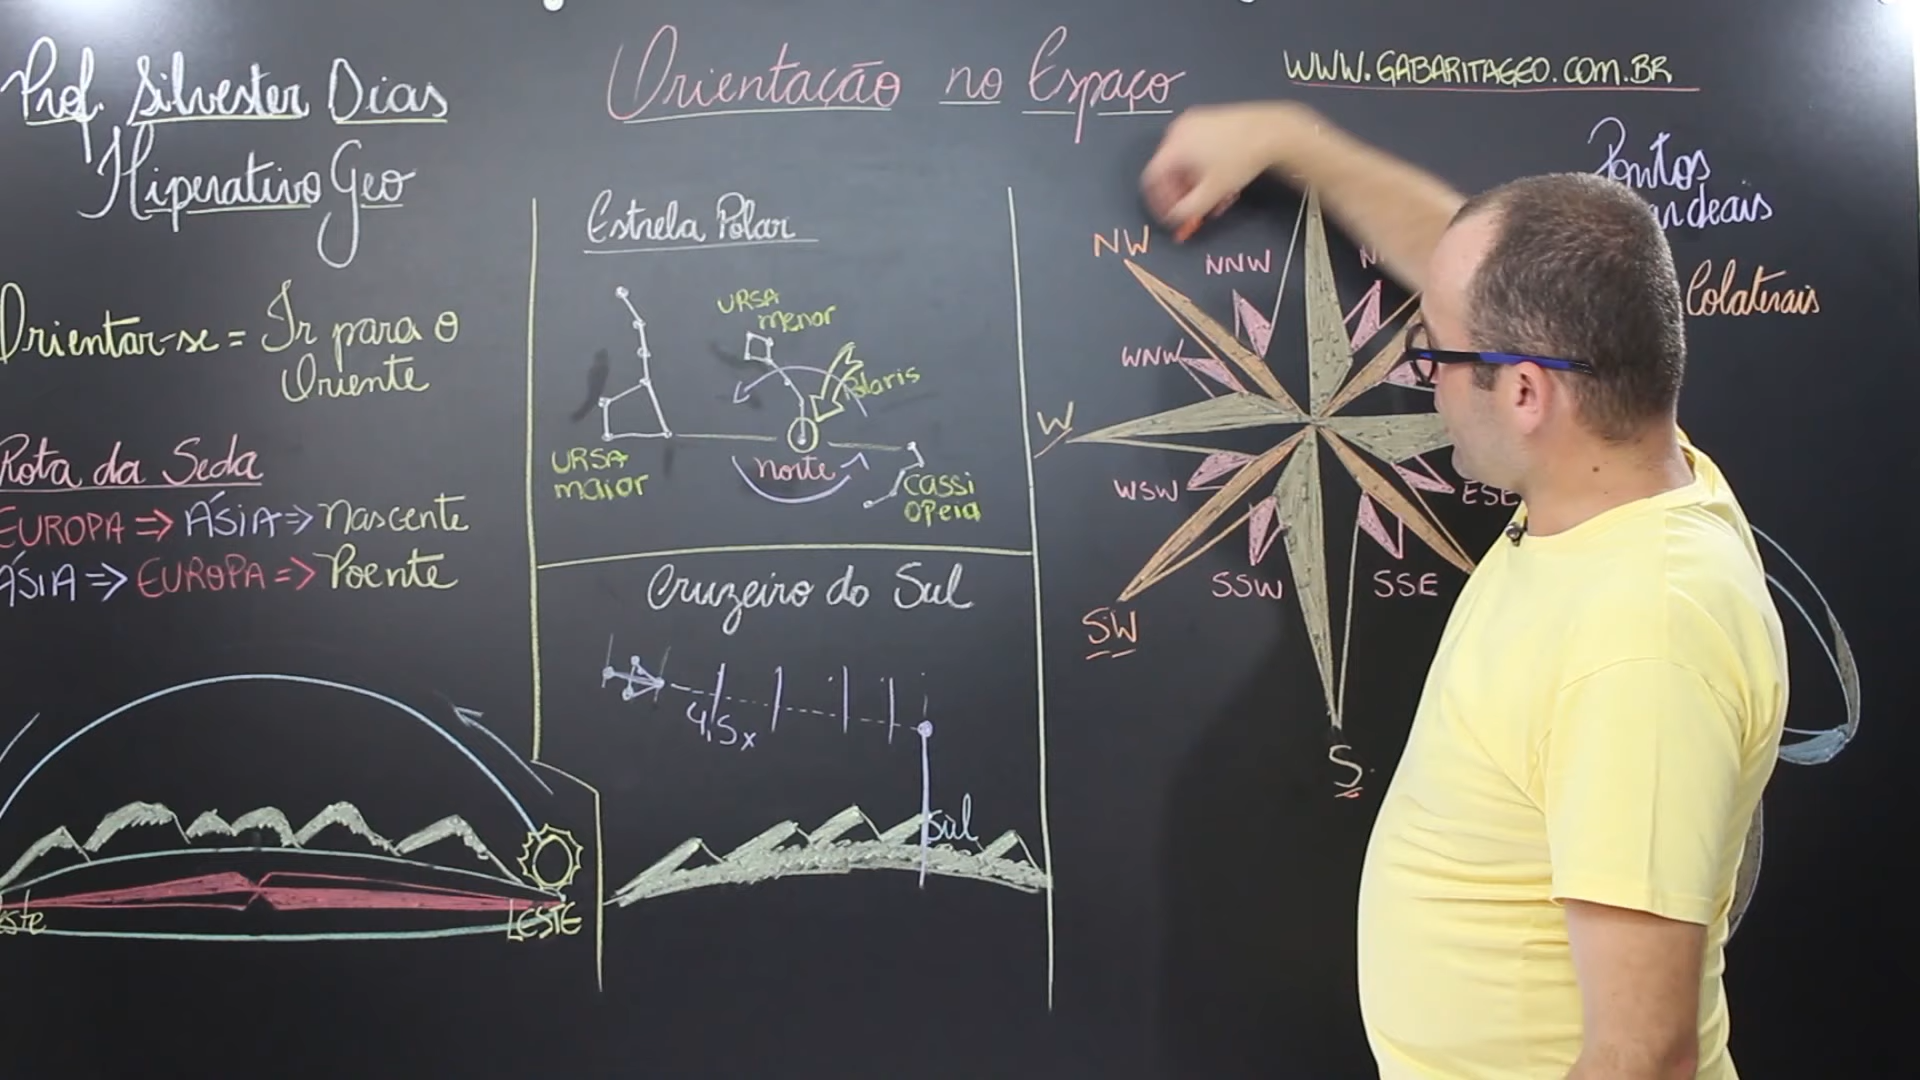 Prof. Silvester Dias
Hiperativo Geo
Orientar-se = Ir para o
Oriente
Rota da Seda
EUROPA => ÁSIA => Nascente
ÁSIA => EUROPA => Poente
LESTE
Orientação no Espaço
Estrela Polar
URSA
menor
Polaris
URSA
maior
norte
CASSI
OPEIA
Cruzeiro do Sul
4,5x
Sul
WWW.GABARITAGEO.COM.BR
Pontos
Colaterais
NW
NNW
WNW
W
WSW
ESE
SSW
SSE
SW
S